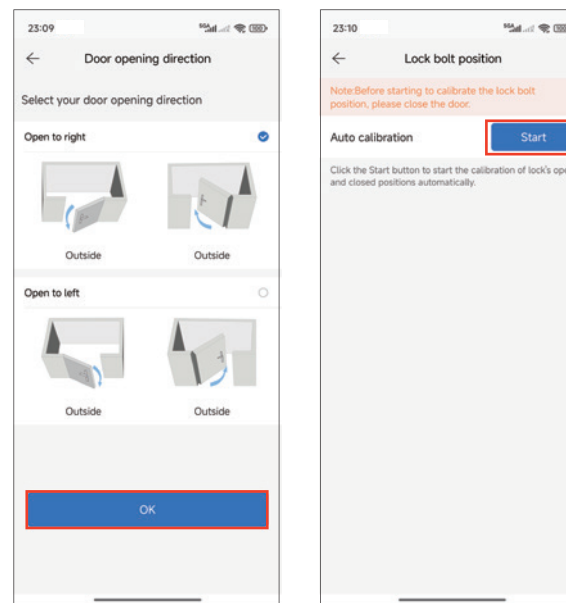 23:09
Door opening direction
Select your door opening direction
Open to right
Outside
Outside
Open to left
Outside
Outside
OK
23:10
Lock bolt position
Note:Before starting to calibrate the lock bolt
position, please close the door.
Auto calibration
Start
Click the Start button to start the calibration of lock's ope
and closed positions automatically.